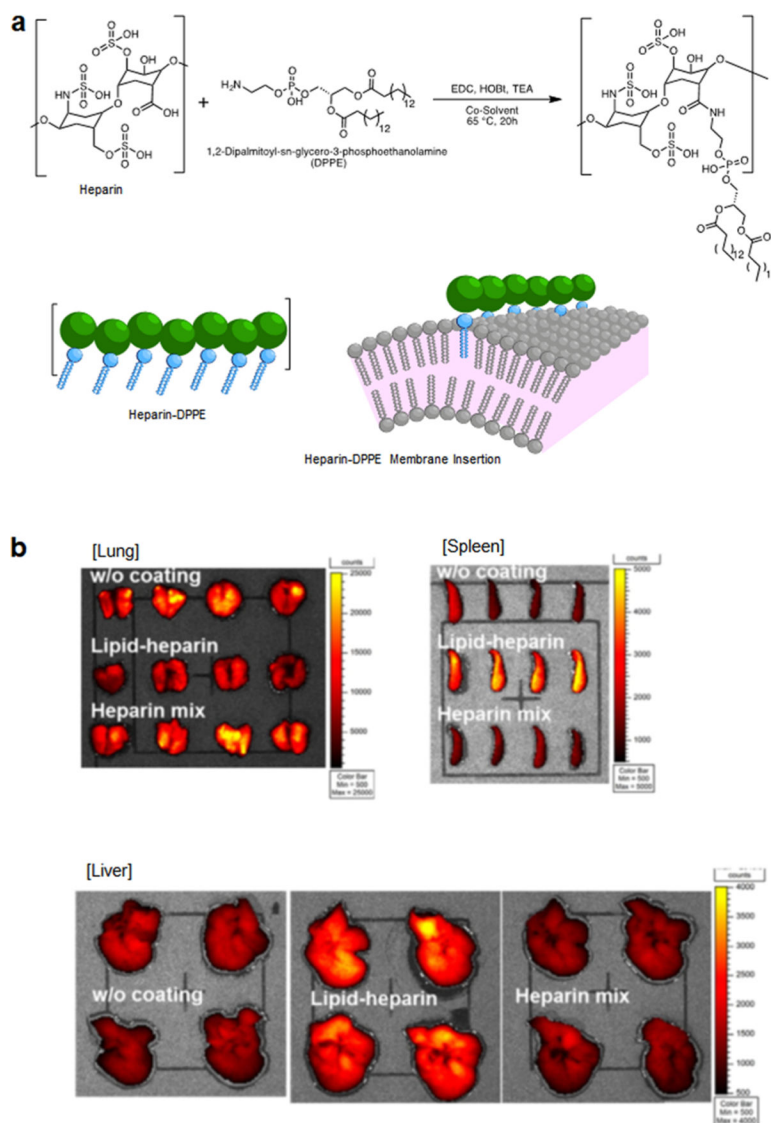 a
EDC, HOBt, TEA
Co-Solvent
65 °C, 20h
1,2-Dipalmitoyl-sn-glycero-3-phosphoethanolamine
(DPPE)
Heparin
Heparin-DPPE
Heparin-DPPE Membrane Insertion
b
[Lung]
w/o coating
Lipid-heparin
Heparin mix
counts
25000
20000
15000
10000
5000
Color Bar
Min = 500
Max = 25000
[Spleen]
w/o coating
Lipid-heparin
Heparin mix
counts
5000
4000
3000
2000
1000
Color Bar
Min = 500
Max = 5000
[Liver]
w/o coating
Lipid-heparin
Heparin mix
4000
3500
3000
2500
2000
1500
1000
500
Color Bar
Min = 500
Max = 4000